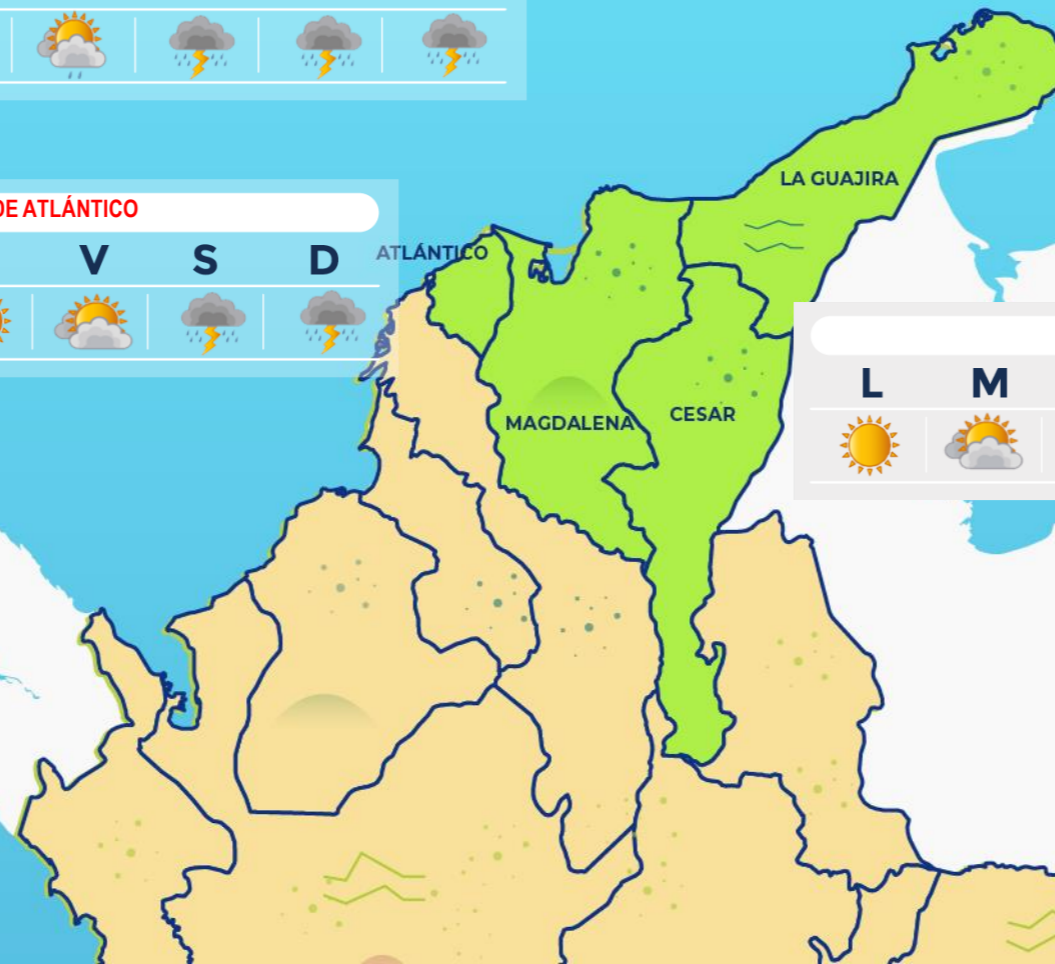 LA GUAJIRA
DE ATLÁNTICO
V S D
ATLÁNTICO
L M
MAGDALENA
CESAR